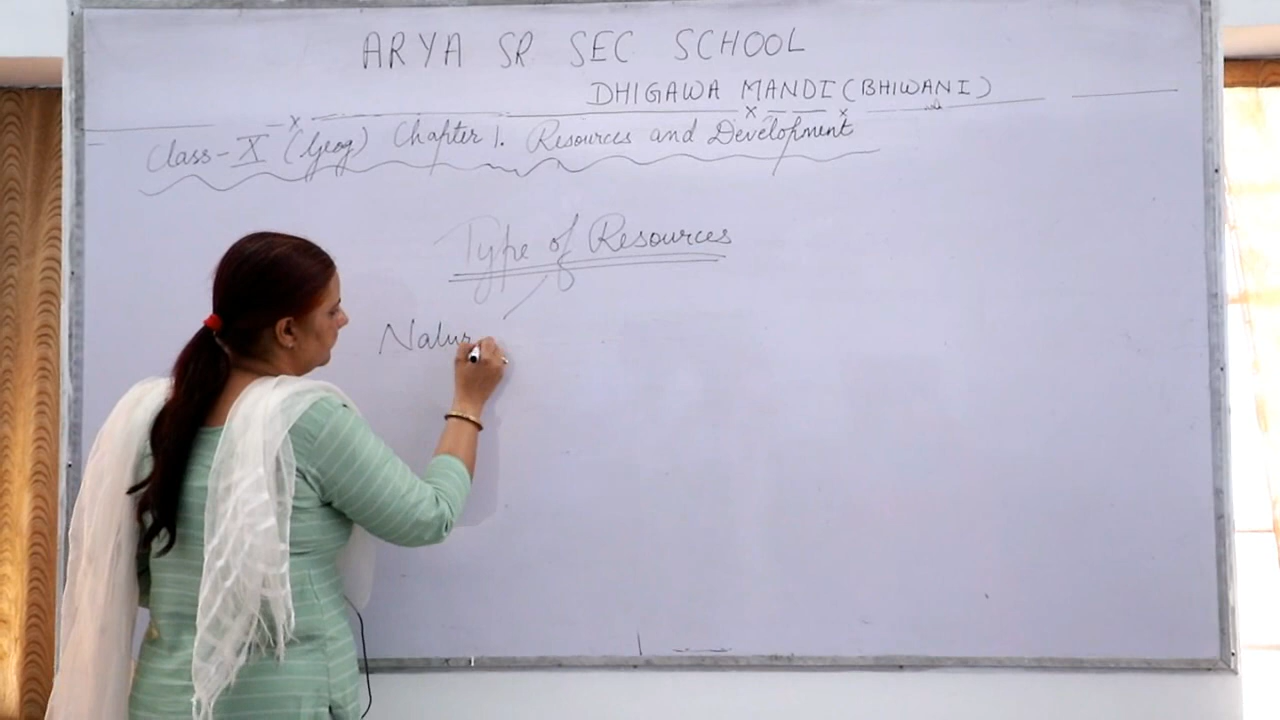 ARYA SR SEC SCHOOL
DHIGAWA MANDI (BHIWANI)
Class-X (Geog) Chapter 1. Resources and Development
Type of Resources
Natur